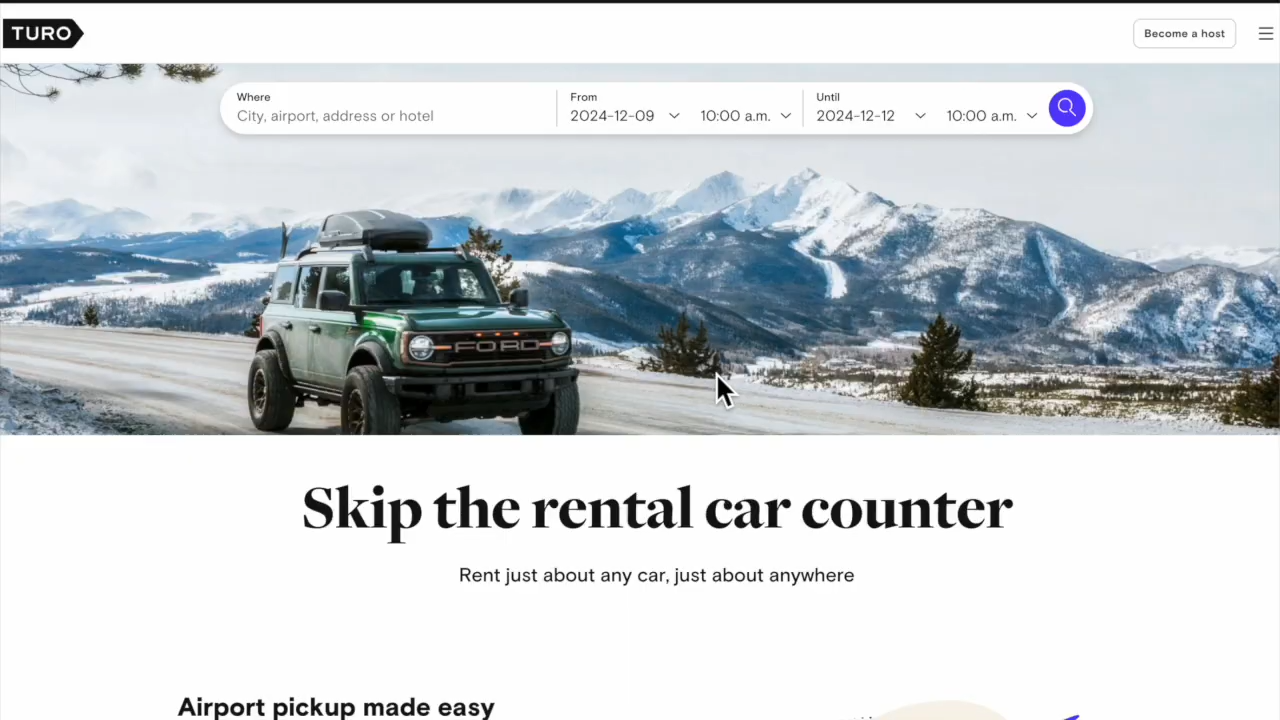 TURO
Become a host
Where
City, airport, address or hotel
From
2024-12-09
10:00 a.m.
Until
2024-12-12
10:00 a.m.
FORD
Skip the rental car counter
Rent just about any car, just about anywhere
Airport pickup made easy